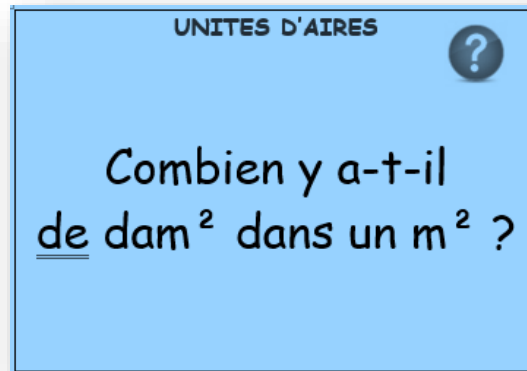 UNITES D'AIRES
?
Combien y a-t-il
de dam² dans un m² ?